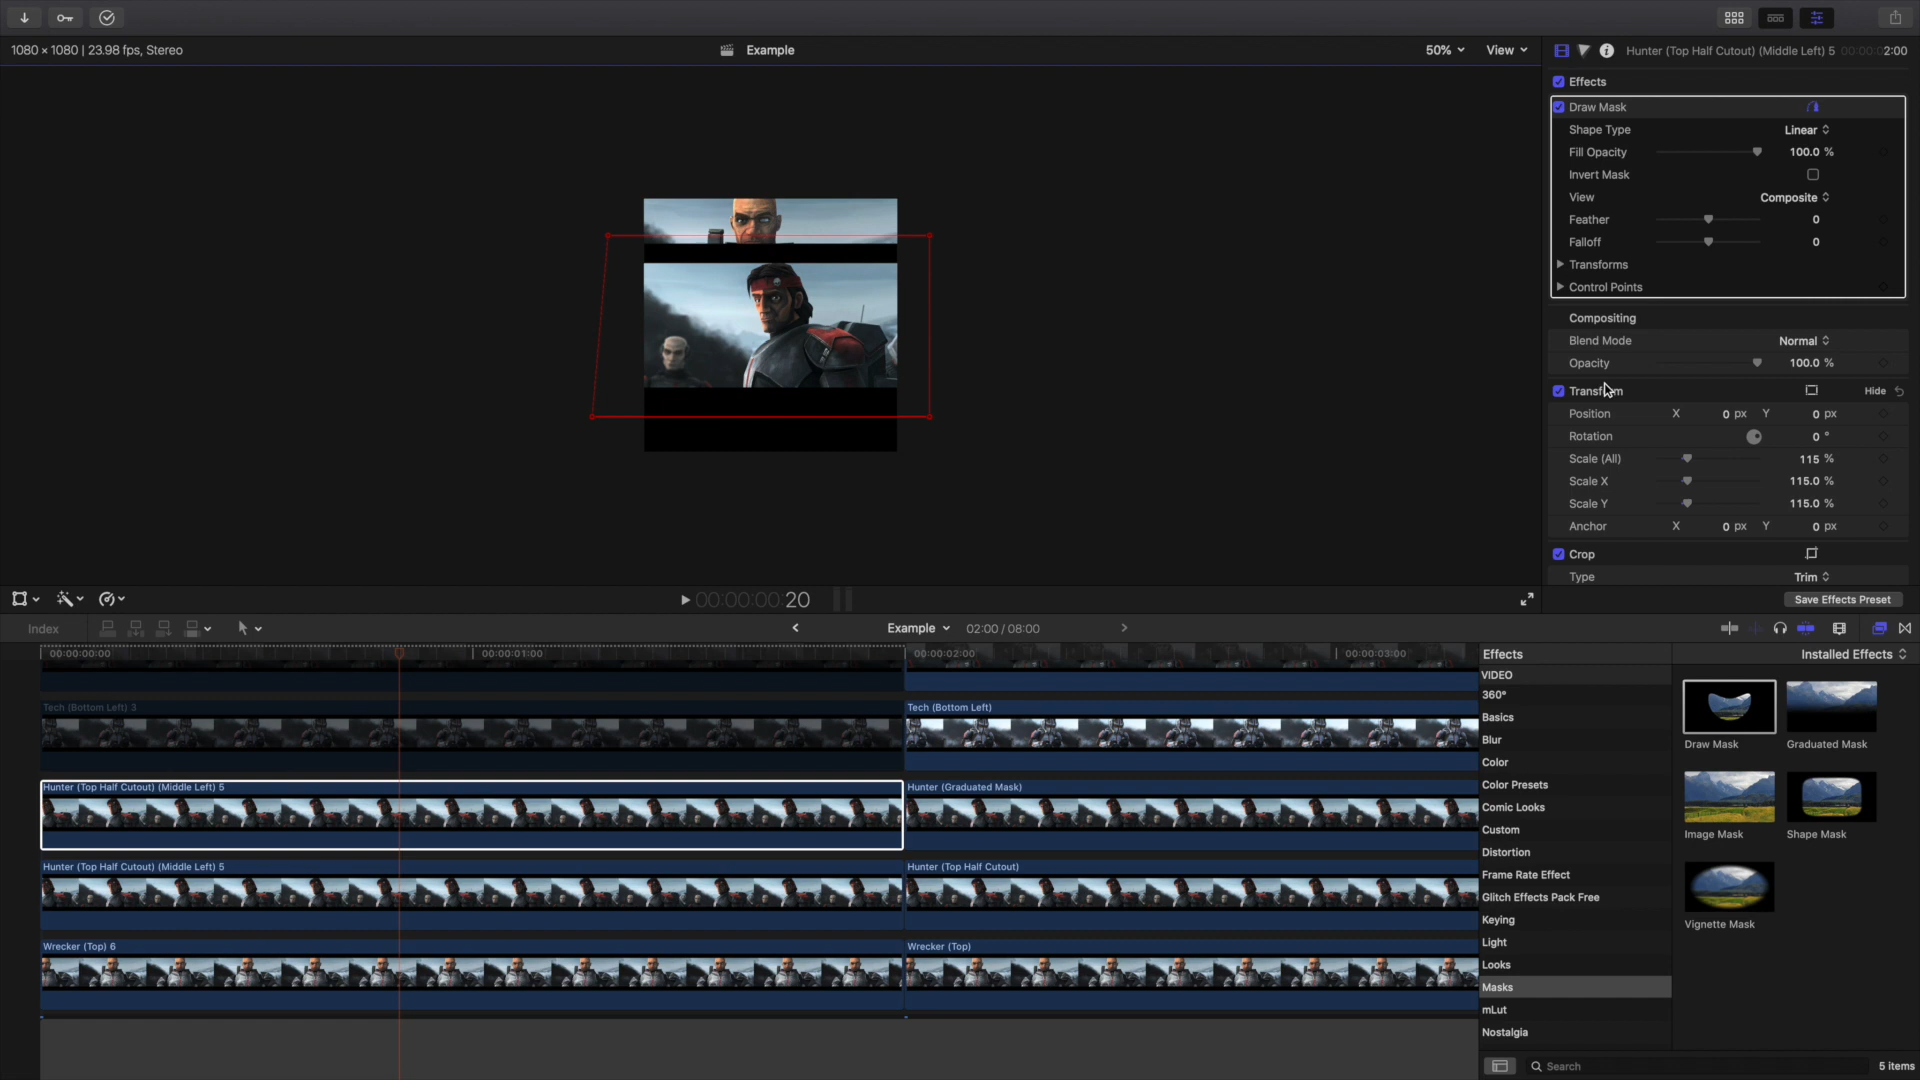 1080 × 1080 | 23.98 fps, Stereo
Example
50%
View
Hunter (Top Half Cutout) (Middle Left) 5
00:00:02:00
Effects
Draw Mask
Shape Type Linear
Fill Opacity 100.0 %
Invert Mask
View Composite
Feather 0
Falloff 0
Transforms
Control Points
Compositing
Blend Mode Normal
Opacity 100.0 %
Transform Hide
Position X 0 px Y 0 px
Rotation 0 °
Scale (All) 115 %
Scale X 115.0 %
Scale Y 115.0 %
Anchor X 0 px Y 0 px
Crop
Type Trim
Save Effects Preset
00:00:00:20
Index
Example 02:00 / 08:00
00:00:00:00
00:00:01:00
00:00:02:00
00:00:03:00
Tech (Bottom Left) 3
Tech (Bottom Left)
Hunter (Top Half Cutout) (Middle Left) 5
Hunter (Graduated Mask)
Hunter (Top Half Cutout) (Middle Left) 5
Hunter (Top Half Cutout)
Wrecker (Top) 6
Wrecker (Top)
Effects
Installed Effects
VIDEO
360°
Basics
Blur
Color
Color Presets
Comic Looks
Custom
Distortion
Frame Rate Effect
Glitch Effects Pack Free
Keying
Light
Looks
Masks
mLut
Nostalgia
Draw Mask
Graduated Mask
Image Mask
Shape Mask
Vignette Mask
Search
5 items